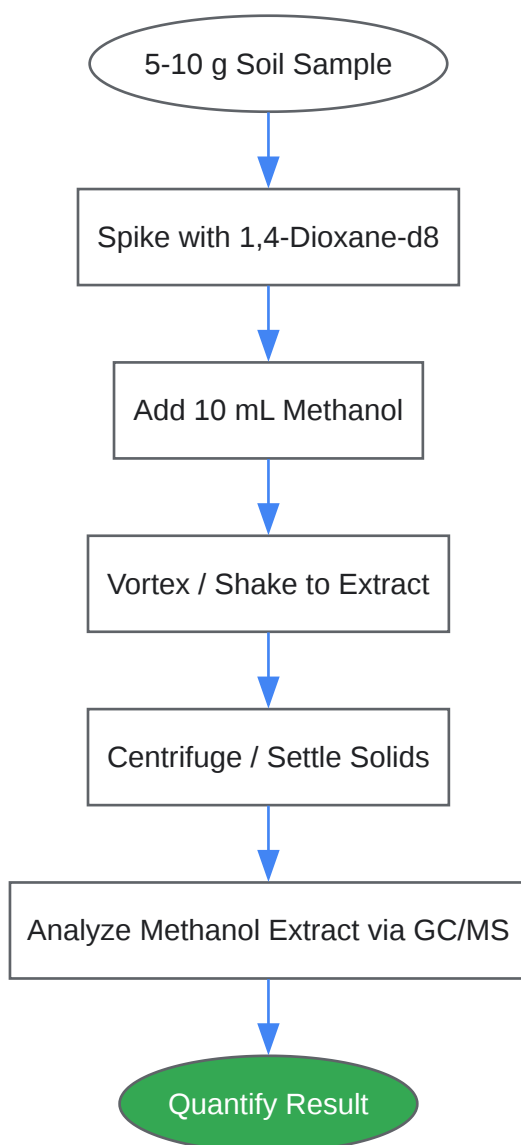 5-10 g Soil Sample
Spike with 1,4-Dioxane-d8
Add 10 mL Methanol
Vortex / Shake to Extract
Centrifuge / Settle Solids
Analyze Methanol Extract via GC/MS
Quantify Result